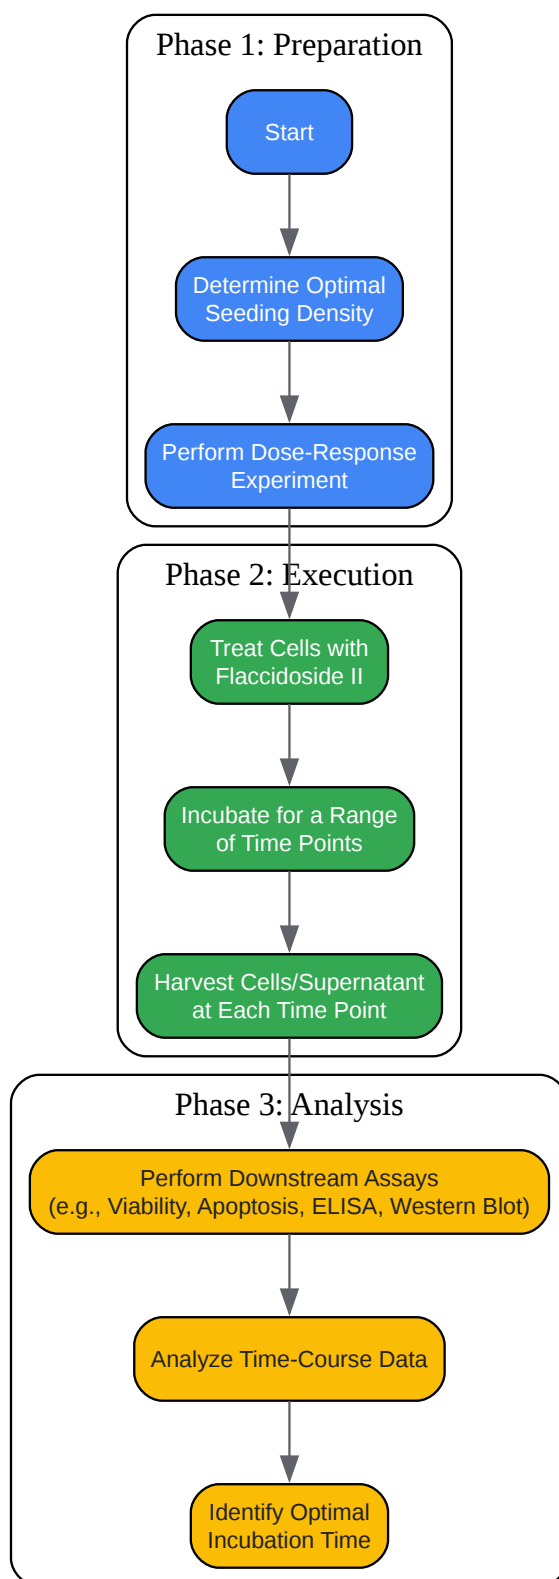 Phase 1: Preparation
Start
Determine Optimal
Seeding Density
Perform Dose-Response
Experiment
Phase 2: Execution
Treat Cells with
Flaccidoside II
Incubate for a Range
of Time Points
Harvest Cells/Supernatant
at Each Time Point
Phase 3: Analysis
Perform Downstream Assays
(e.g., Viability, Apoptosis, ELISA, Western Blot)
Analyze Time-Course Data
Identify Optimal
Incubation Time